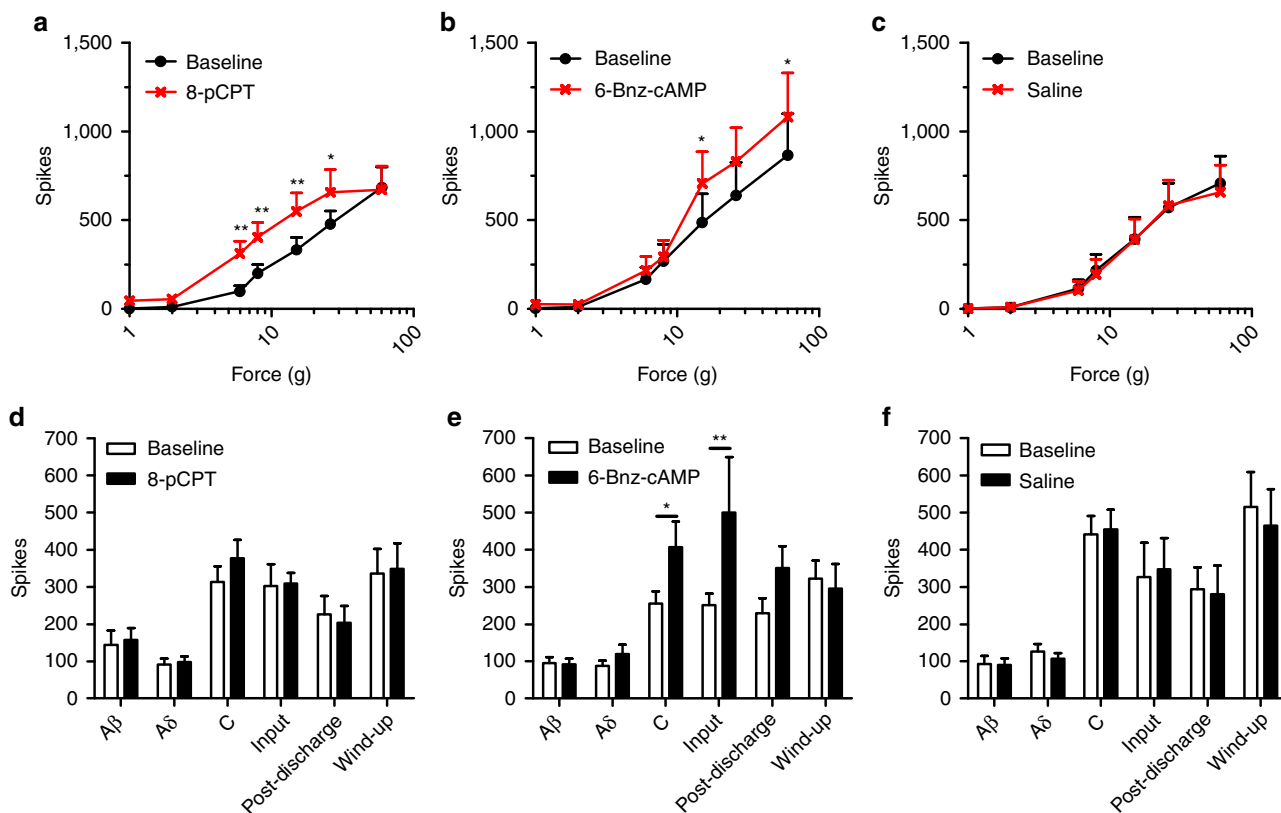 a
1,500
1,000
500
0
Spikes
Baseline
8-pCPT
**
**
**
*
1
10
100
Force (g)
b
1,500
1,000
500
0
Spikes
Baseline
6-Bnz-cAMP
*
*
1
10
100
Force (g)
c
1,500
1,000
500
0
Spikes
Baseline
Saline
1
10
100
Force (g)
d
700
600
500
400
300
200
100
0
Spikes
Baseline
8-pCPT
Aβ
Aδ
C
Input
Post-discharge
Wind-up
e
700
600
500
400
300
200
100
0
Spikes
Baseline
6-Bnz-cAMP
*
**
Aβ
Aδ
C
Input
Post-discharge
Wind-up
f
700
600
500
400
300
200
100
0
Spikes
Baseline
Saline
Aβ
Aδ
C
Input
Post-discharge
Wind-up